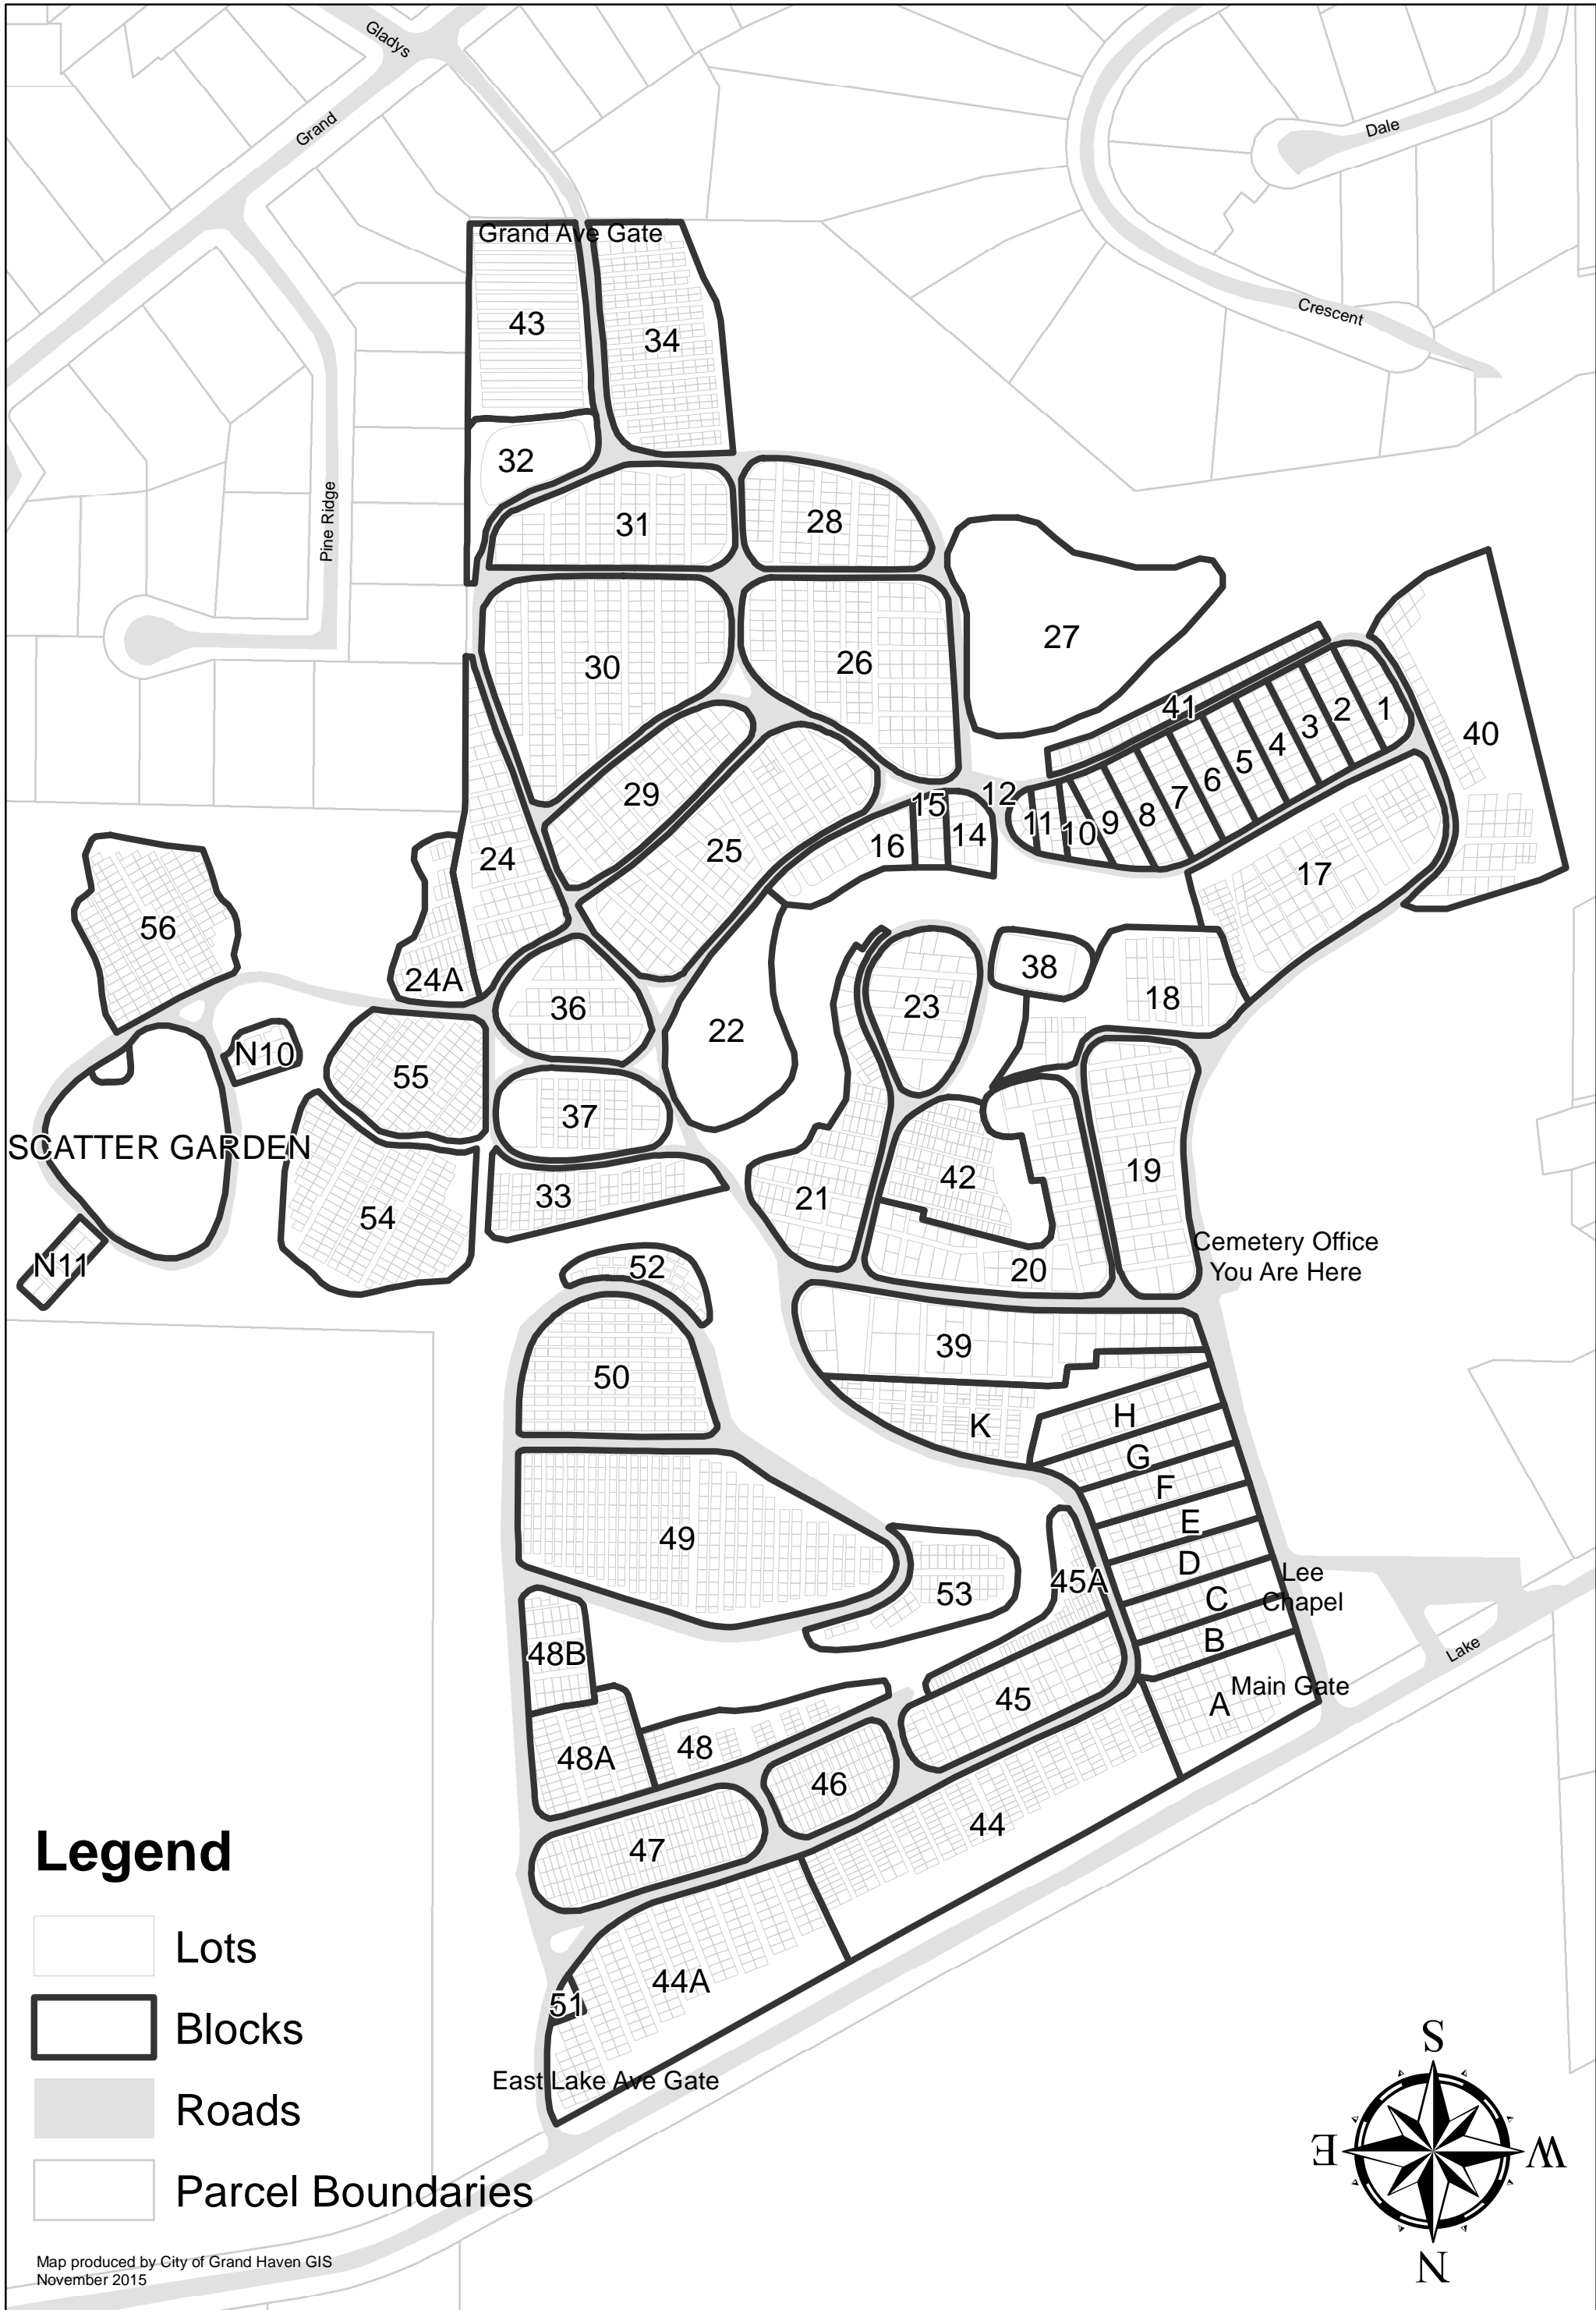 Gladys
Grand
Dale
Crescent
Grand Ave Gate
43
34
32
31
28
Pine Ridge
27
30
26
41
1
2
3
4
5
6
7
8
9
10
11
12
40
29
15
14
16
25
24
17
56
24A
36
38
23
18
22
N10
55
37
SCATTER GARDEN
42
19
21
33
54
N11
52
20
Cemetery Office
You Are Here
39
50
K
H
G
F
E
D
C
B
A
49
53
45A
Lee
Chapel
48B
Lake
Main Gate
45
48
48A
46
44
47
44A
51
East Lake Ave Gate
Legend
Lots
Blocks
Roads
Parcel Boundaries
S
E
W
N
Map produced by City of Grand Haven GIS
November 2015